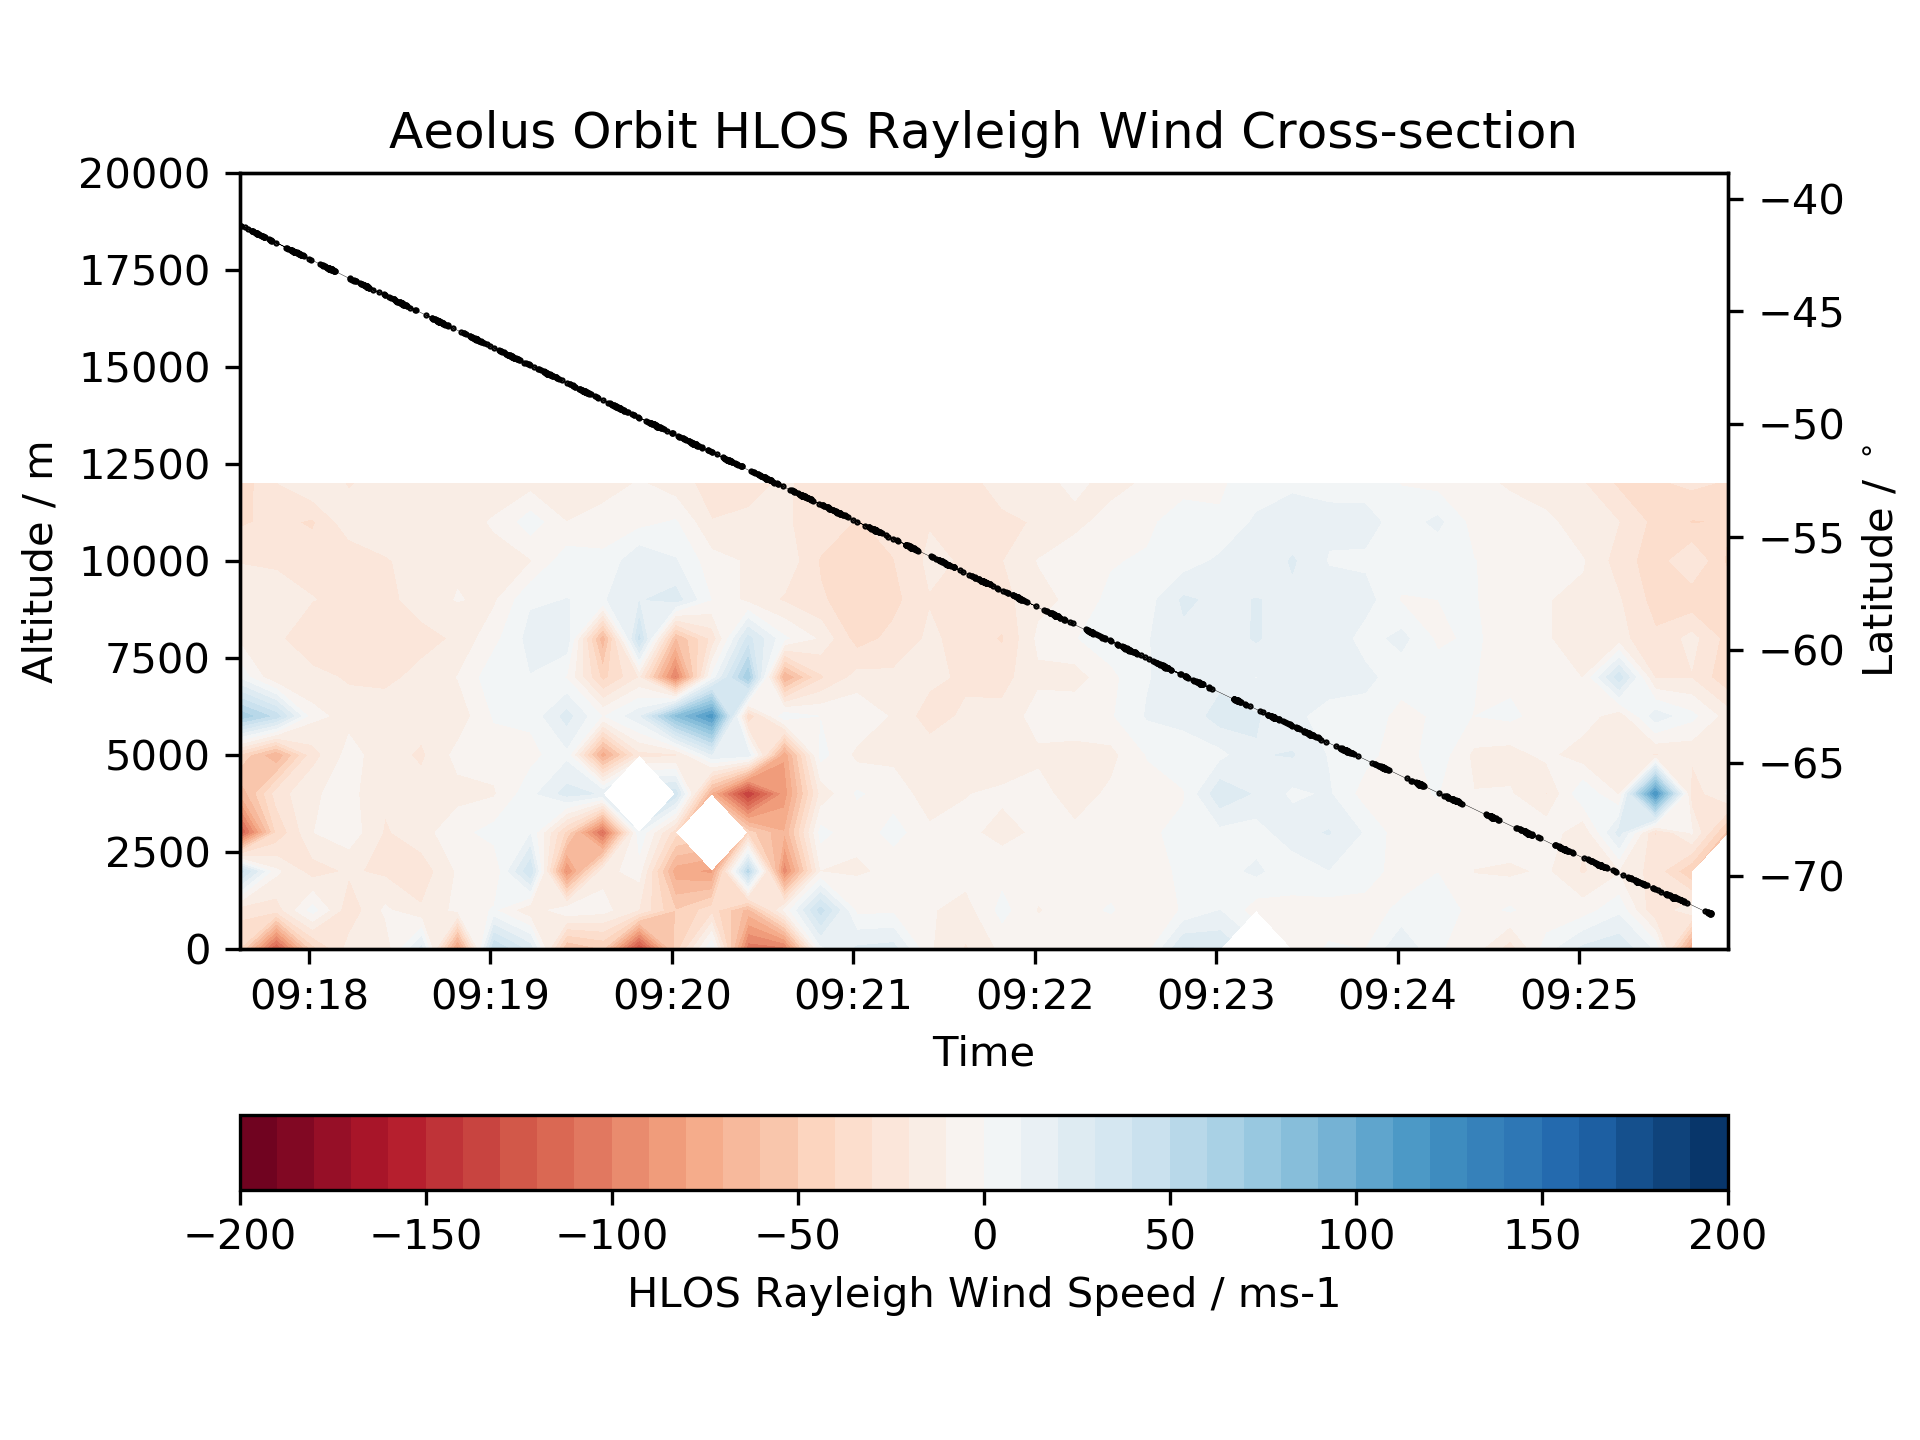 Aeolus Orbit HLOS Rayleigh Wind Cross-section
20000
17500
15000
12500
10000
7500
5000
2500
0
Altitude / m
−40
−45
−50
−55
−60
−65
−70
Latitude / °
09:18 09:19 09:20 09:21 09:22 09:23 09:24 09:25
Time
−200 −150 −100 −50 0 50 100 150 200
HLOS Rayleigh Wind Speed / ms-1